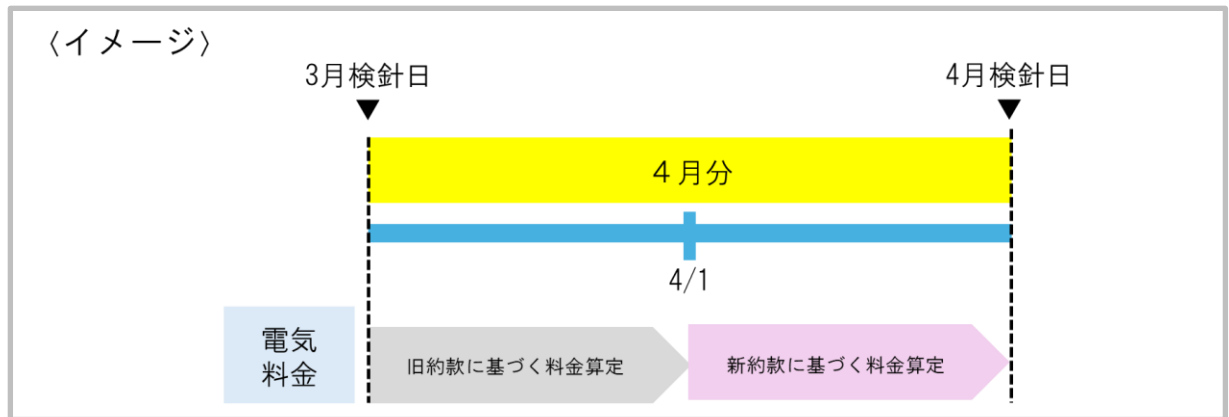 〈イメージ〉
3月検針日
4月検針日
４月分
4/1
電気
料金
旧約款に基づく料金算定
新約款に基づく料金算定